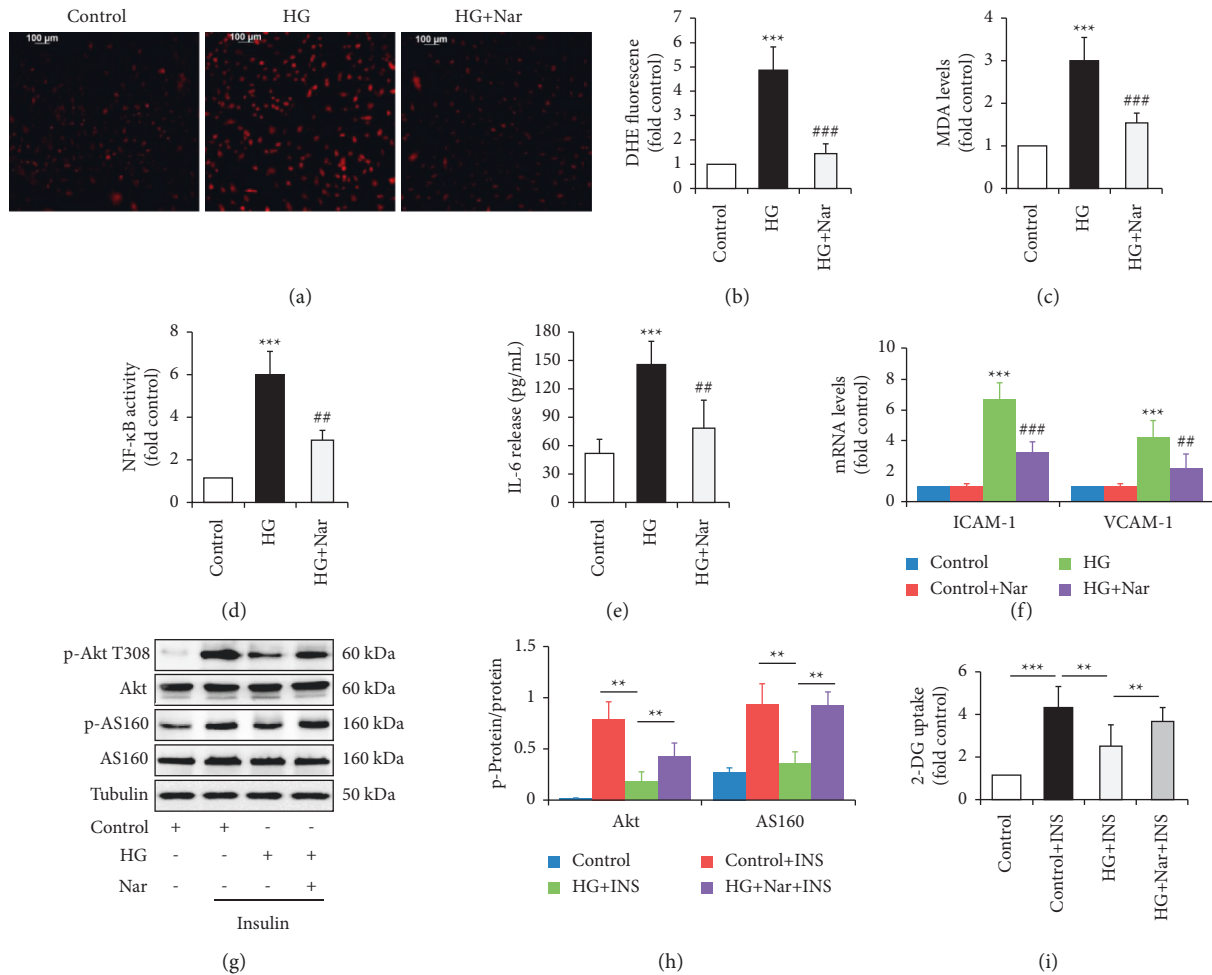 Control HG HG+Nar
100 μm 100 μm 100 μm
(a)
DHE fluorescene
(fold control)
7
6
5
4
3
2
1
0
***
###
Control
HG
HG+Nar
(b)
MDA levels
(fold control)
4
3
2
1
0
***
###
Control
HG
HG+Nar
(c)
NF-κB activity
(fold control)
8
6
4
2
0
***
##
Control
HG
HG+Nar
(d)
IL-6 release (pg/mL)
180
150
120
90
60
30
0
***
##
Control
HG
HG+Nar
(e)
mRNA levels
(fold control)
10
8
6
4
2
0
***
###
***
##
ICAM-1 VCAM-1
Control HG
Control+Nar HG+Nar
(f)
p-Akt T308 60 kDa
Akt 60 kDa
p-AS160 160 kDa
AS160 160 kDa
Tubulin 50 kDa
Control + + - -
HG - - + +
Nar - - - +
Insulin
(g)
p-Protein/protein
1.5
1
0.5
0
**
**
**
**
Akt AS160
Control Control+INS
HG+INS HG+Nar+INS
(h)
2-DG uptake
(fold control)
6
4
2
0
***
**
**
Control
Control+INS
HG+INS
HG+Nar+INS
(i)